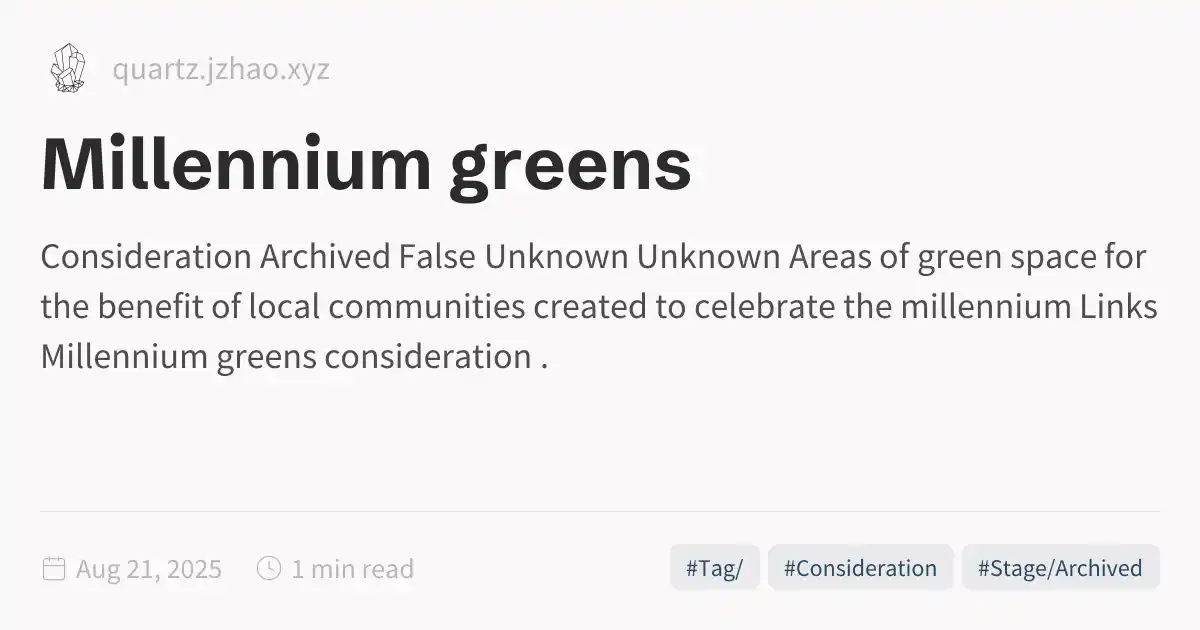 quartz.jzhao.xyz
Millennium greens
Consideration Archived False Unknown Unknown Areas of green space for
the benefit of local communities created to celebrate the millennium Links
Millennium greens consideration .
Aug 21, 2025 1 min read #Tag/ #Consideration #Stage/Archived